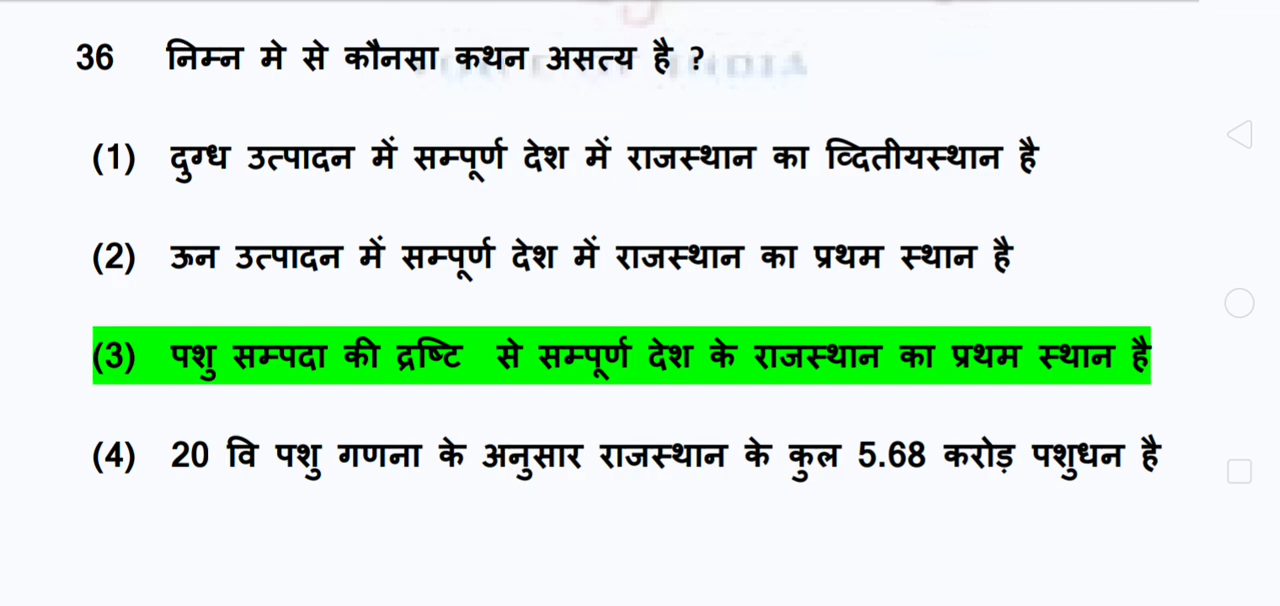 36 निम्न मे से कौनसा कथन असत्य है ?
(1) दुग्ध उत्पादन में सम्पूर्ण देश में राजस्थान का व्दितीयस्थान है
(2) ऊन उत्पादन में सम्पूर्ण देश में राजस्थान का प्रथम स्थान है
(3) पशु सम्पदा की द्रष्टि से सम्पूर्ण देश के राजस्थान का प्रथम स्थान है
(4) 20 वि पशु गणना के अनुसार राजस्थान के कुल 5.68 करोड़ पशुधन है